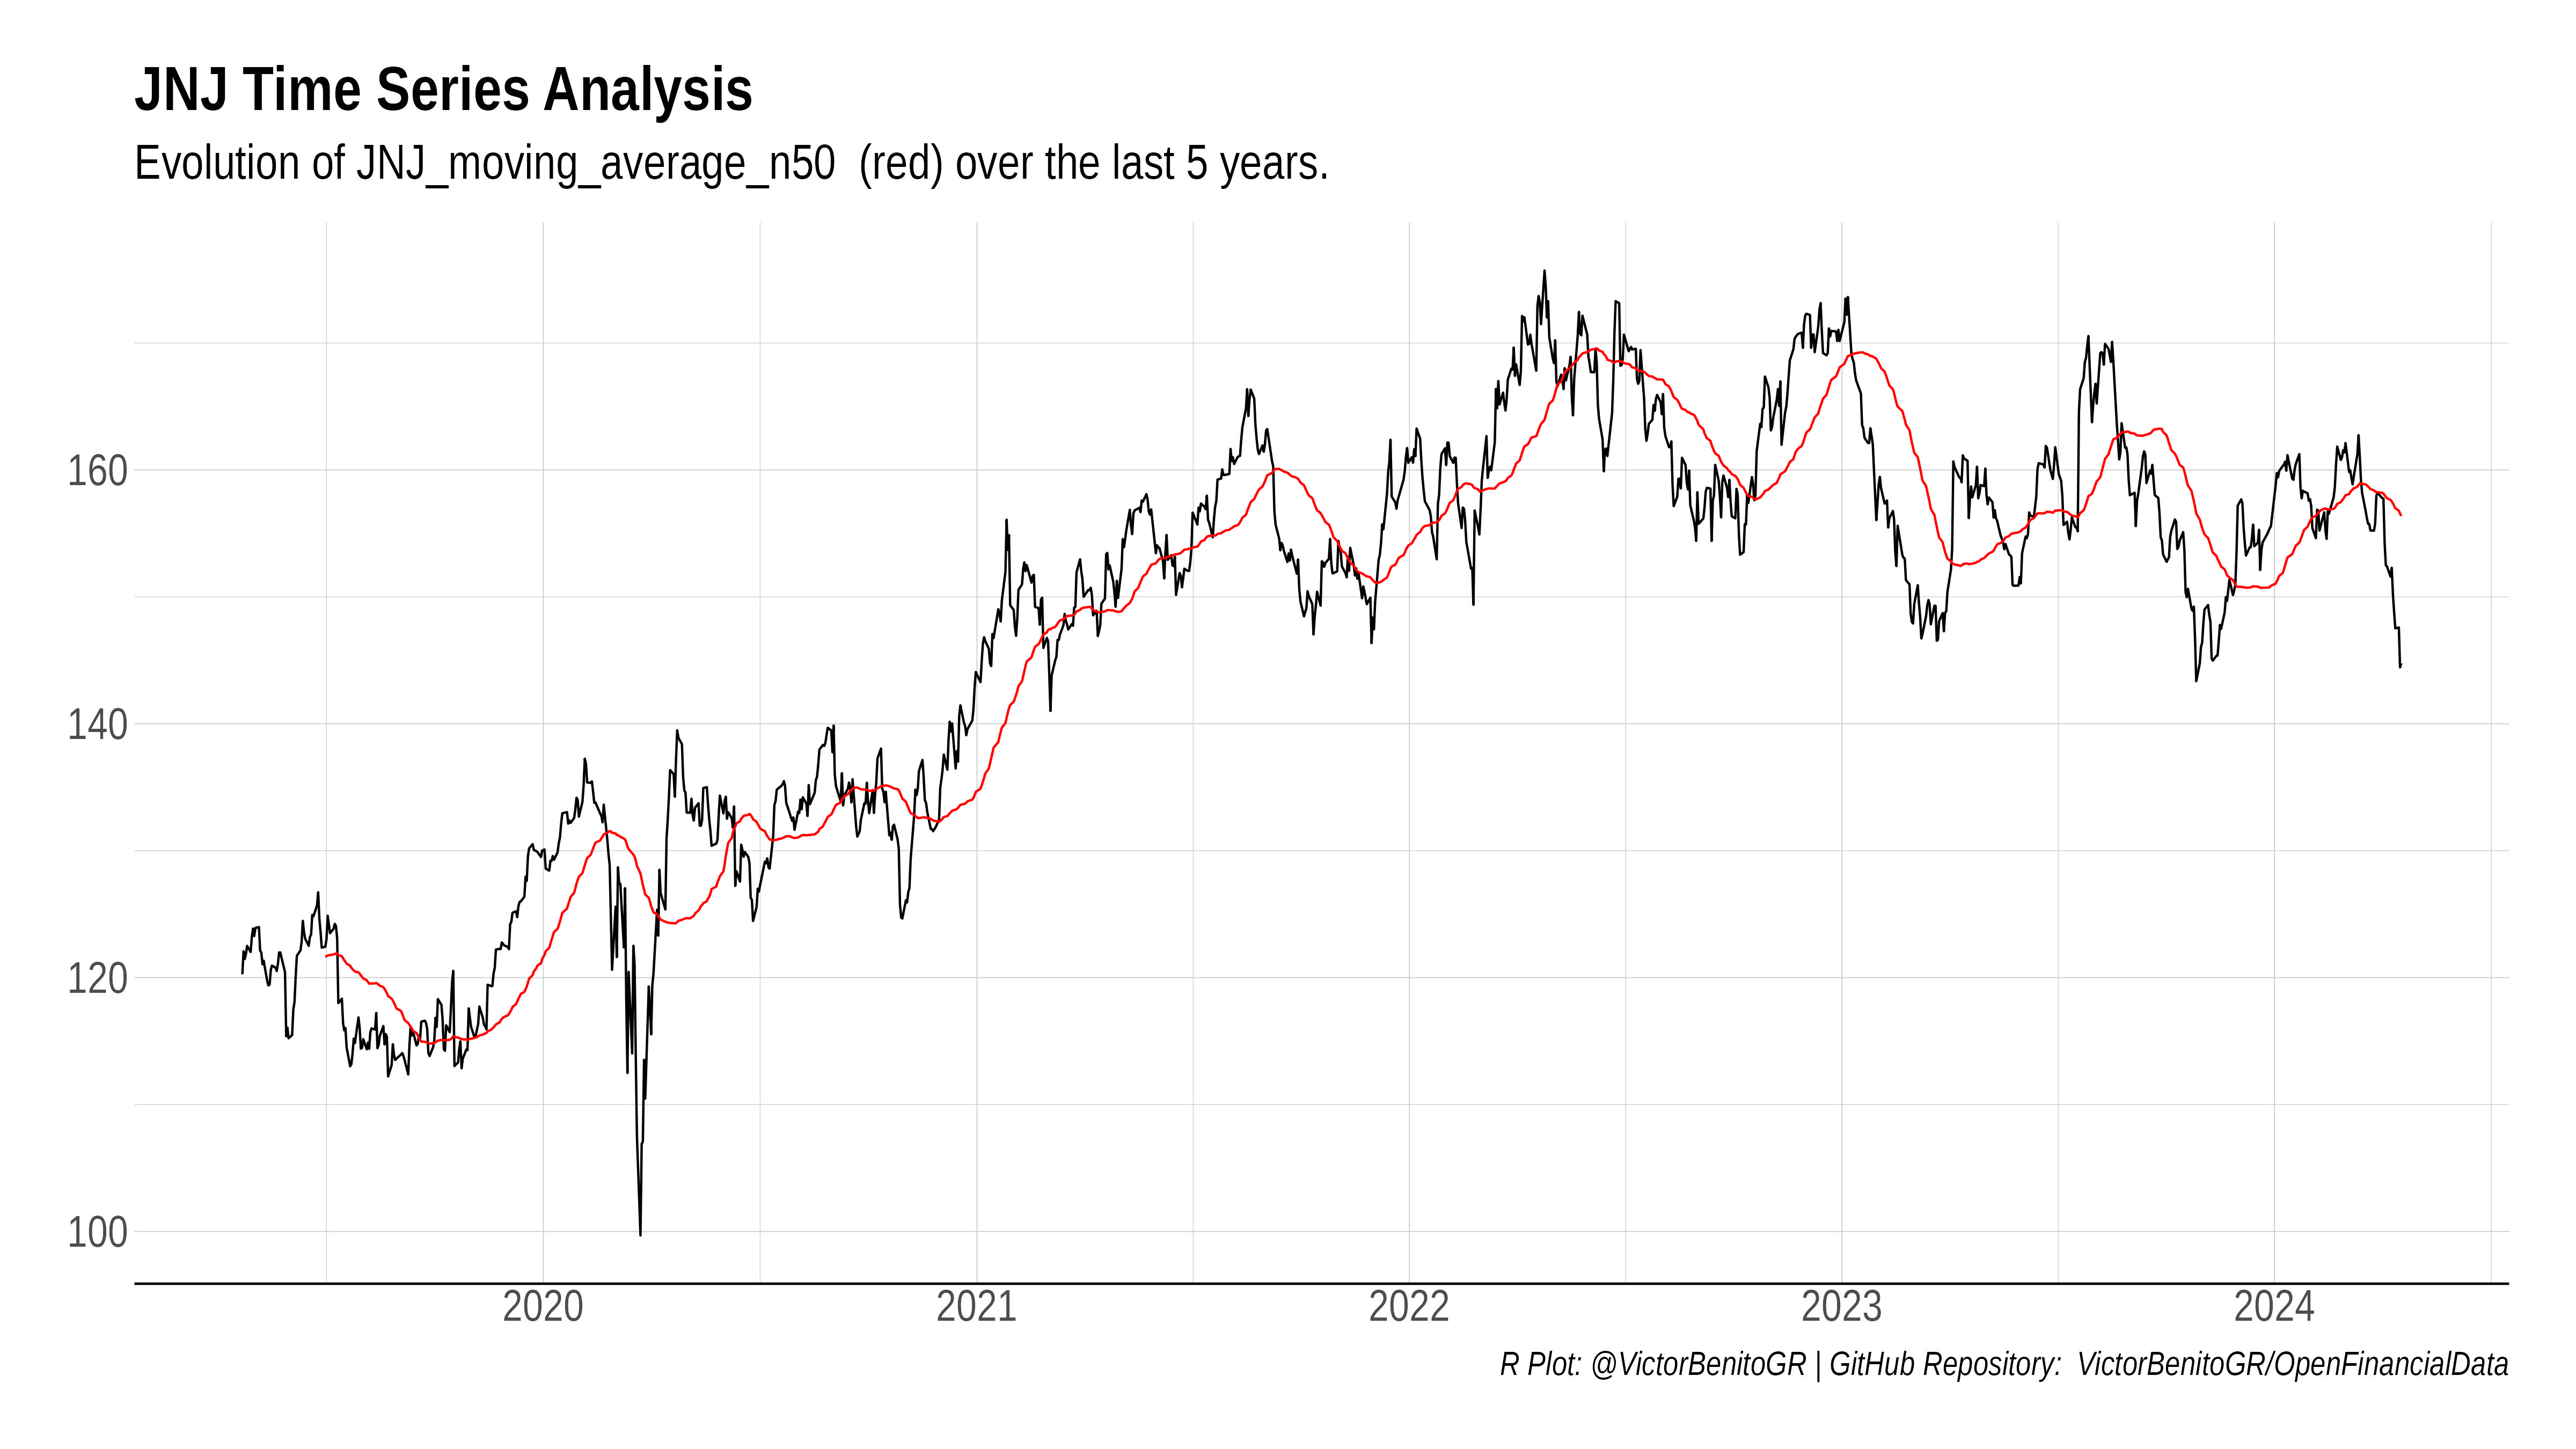 JNJ Time Series Analysis
Evolution of JNJ_moving_average_n50  (red) over the last 5 years.
160
140
120
100
2020 2021 2022 2023 2024
R Plot: @VictorBenitoGR | GitHub Repository:  VictorBenitoGR/OpenFinancialData